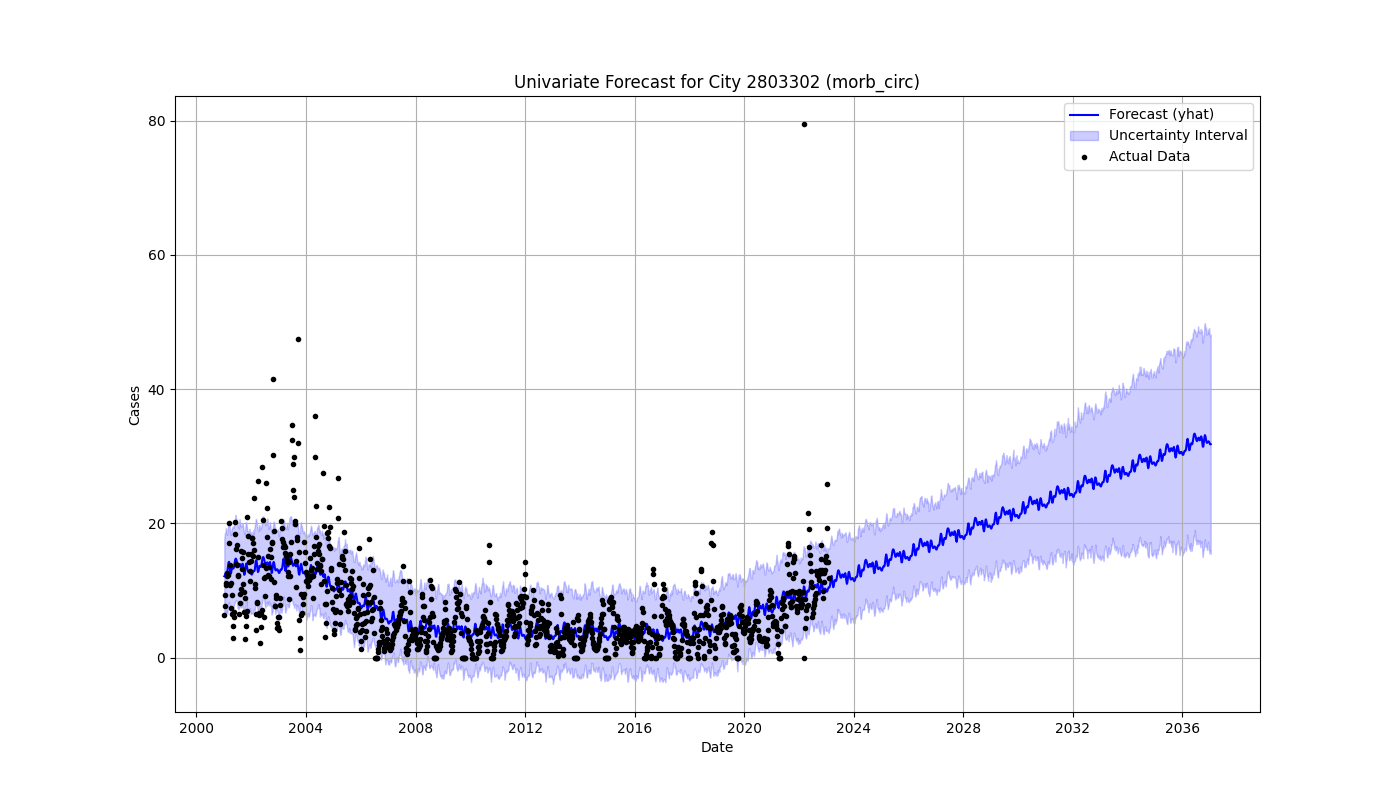 Univariate Forecast for City 2803302 (morb_circ)
Forecast (yhat)
Uncertainty Interval
Actual Data
80
60
40
20
0
Cases
2000 2004 2008 2012 2016 2020 2024 2028 2032 2036
Date